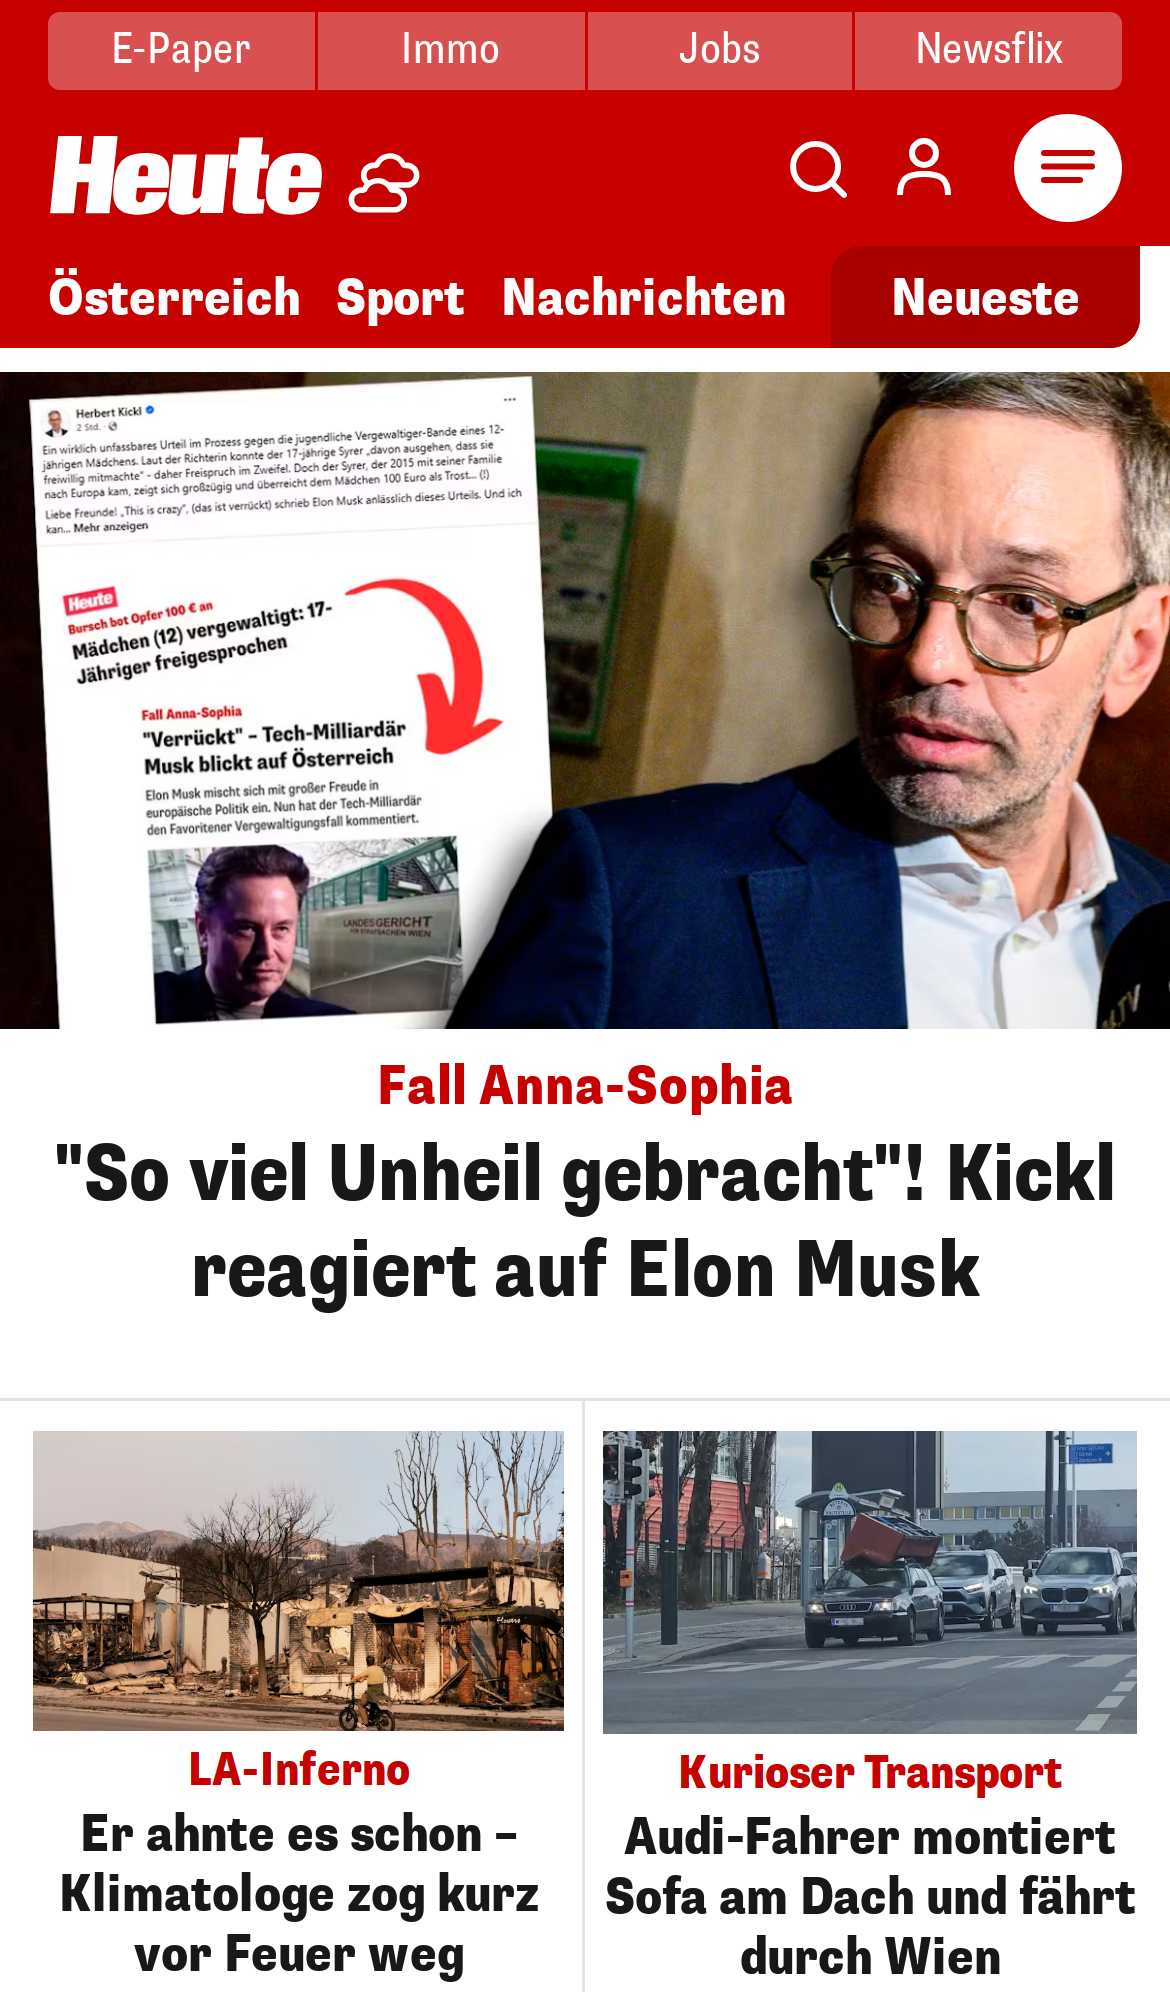 E-Paper
Immo
Jobs
Newsflix
Heute
Österreich
Sport
Nachrichten
Neueste
Herbert Kickl
2 Std. ·
Ein wirklich unfassbares Urteil im Prozess gegen die jugendliche Vergewaltiger-Bande eines 12-
jährigen Mädchens. Laut der Richterin konnte der 17-jährige Syrer „davon ausgehen, dass sie
freiwillig mitmachte" - daher Freispruch im Zweifel. Doch der Syrer, der 2015 mit seiner Familie
nach Europa kam, zeigt sich großzügig und überreicht dem Mädchen 100 Euro als Trost... (!)
Liebe Freunde! „This is crazy", (das ist verrückt) schrieb Elon Musk anlässlich dieses Urteils. Und ich
kan... Mehr anzeigen
Heute
Bursch bot Opfer 100 € an
Mädchen (12) vergewaltigt: 17-
Jähriger freigesprochen
Fall Anna-Sophia
"Verrückt" – Tech-Milliardär
Musk blickt auf Österreich
Elon Musk mischt sich mit großer Freude in
europäische Politik ein. Nun hat der Tech-Milliardär
den Favoritener Vergewaltigungsfall kommentiert.
LANDESGERICHT
FÜR STRAFSACHEN WIEN
Fall Anna-Sophia
"So viel Unheil gebracht"! Kickl
reagiert auf Elon Musk
flowers
LA-Inferno
Er ahnte es schon –
Klimatologe zog kurz
vor Feuer weg
Kurioser Transport
Audi-Fahrer montiert
Sofa am Dach und fährt
durch Wien